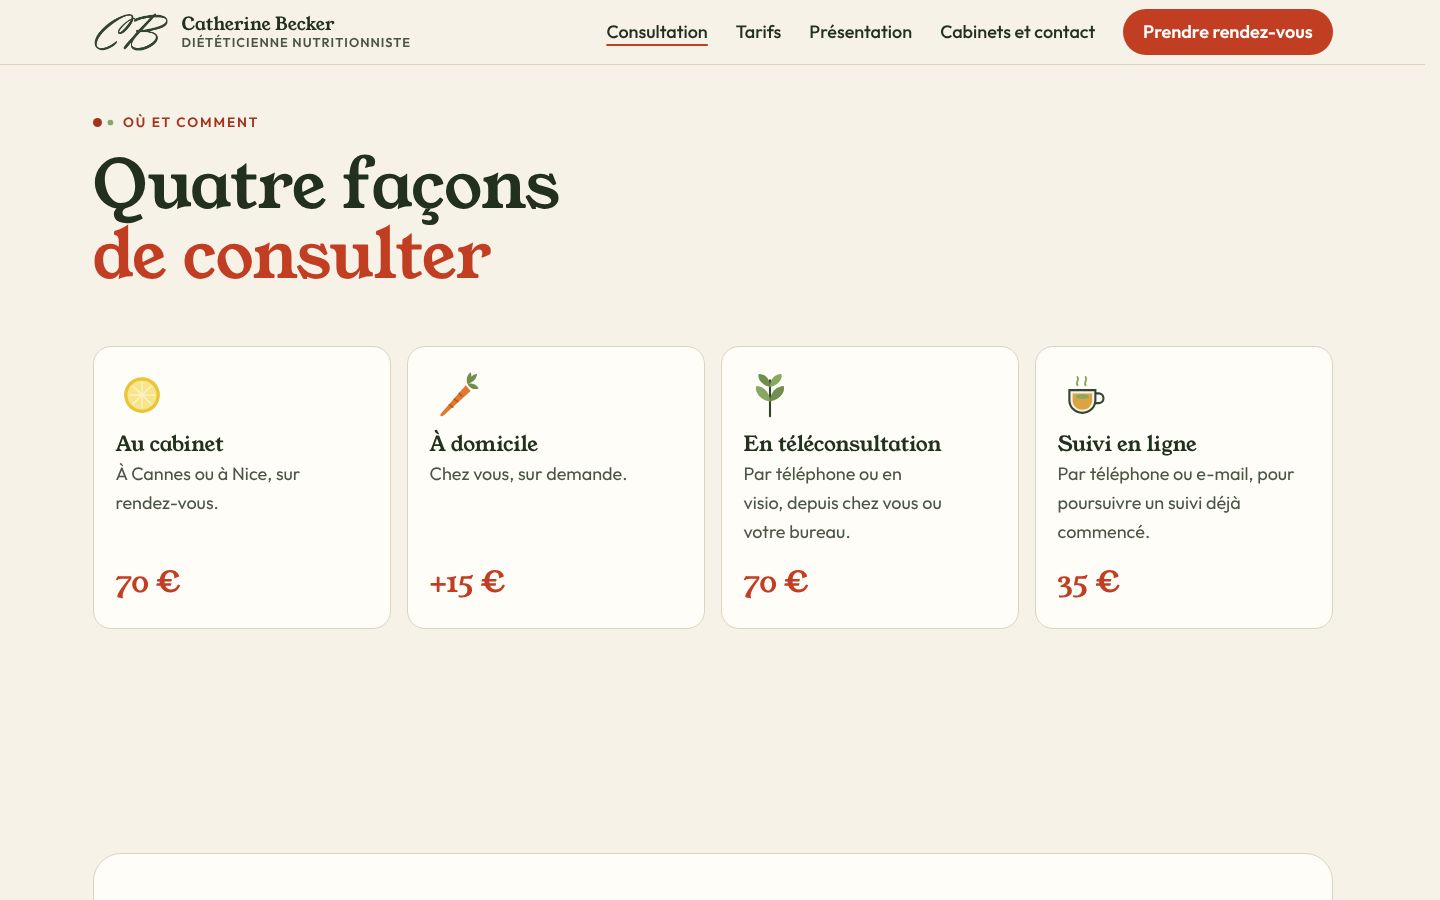 CB
Catherine Becker
DIÉTÉTICIENNE NUTRITIONNISTE
Consultation
Tarifs
Présentation
Cabinets et contact
Prendre rendez-vous
OÙ ET COMMENT
Quatre façons
de consulter
Au cabinet
À Cannes ou à Nice, sur
rendez-vous.
70 €
À domicile
Chez vous, sur demande.
+15 €
En téléconsultation
Par téléphone ou en
visio, depuis chez vous ou
votre bureau.
70 €
Suivi en ligne
Par téléphone ou e-mail, pour
poursuivre un suivi déjà
commencé.
35 €